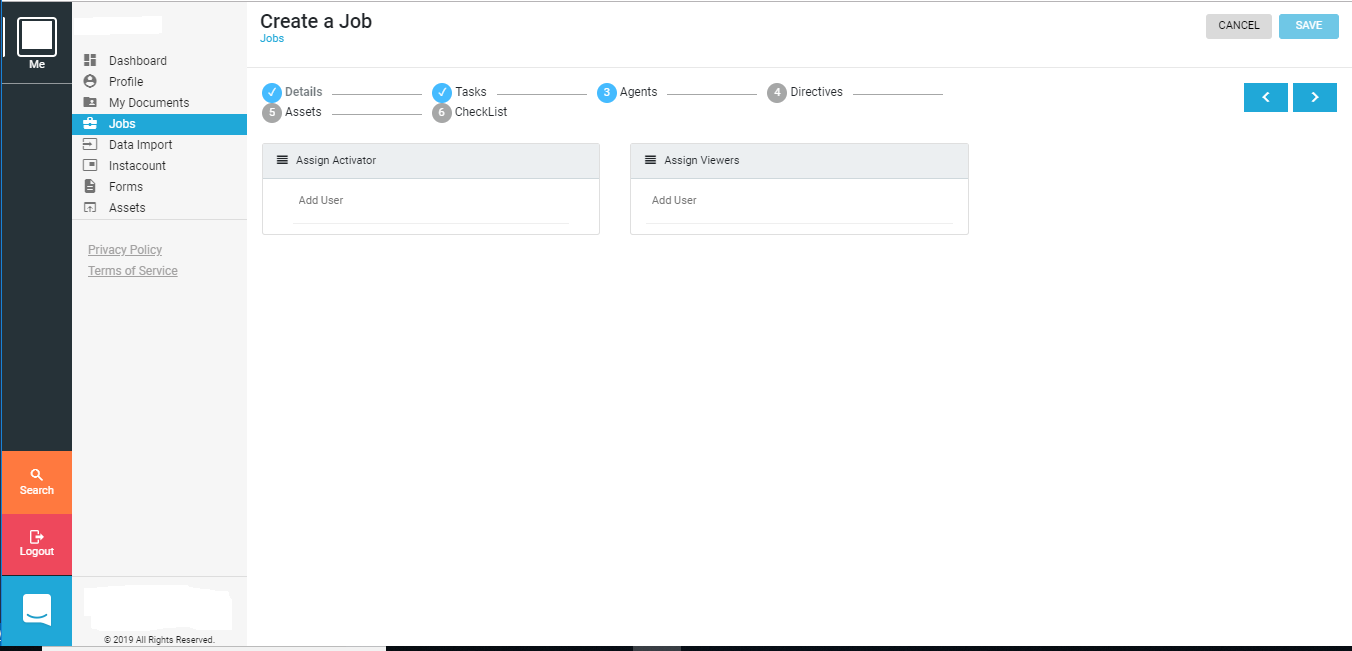 Me
Search
Logout
Dashboard
Profile
My Documents
Jobs
Data Import
Instacount
Forms
Assets
Privacy Policy
Terms of Service
© 2019 All Rights Reserved.
Create a Job
Jobs
CANCEL
SAVE
Details
Tasks
3 Agents
4 Directives
5 Assets
6 CheckList
Assign Activator
Add User
Assign Viewers
Add User